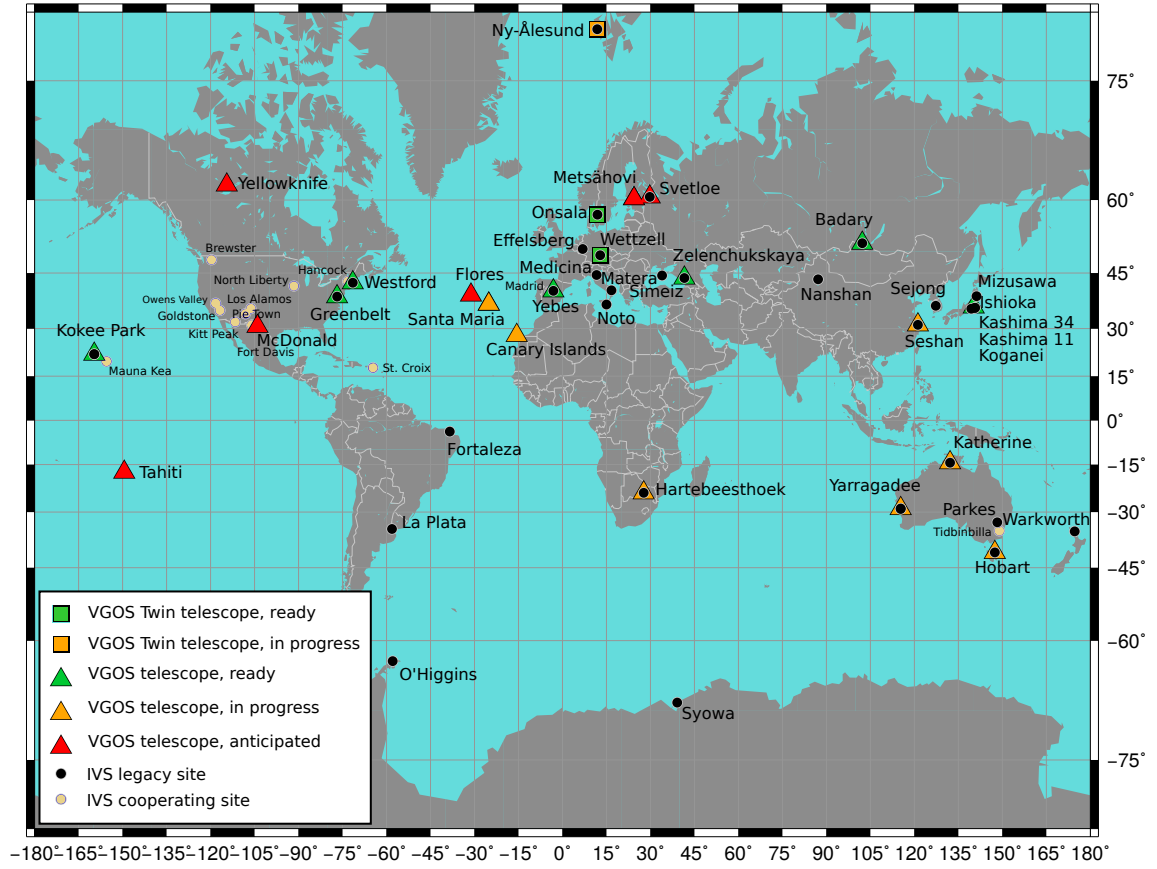 Ny-Ålesund
75˚
Yellowknife
Metsähovi
Svetloe
60˚
Onsala
Badary
Effelsberg
Wettzell
Brewster
Zelenchukskaya
Hancock
Flores
Medicina
45˚
North Liberty
Westford
Madrid
Matera
Mizusawa
Simeiz
Nanshan
Sejong
Owens Valley
Los Alamos
Yebes
Ishioka
Goldstone
Pie Town
Greenbelt
Santa Maria
Noto
Kashima 34
Kokee Park
Kitt Peak
McDonald
30˚
Seshan
Kashima 11
Fort Davis
Canary Islands
Koganei
Mauna Kea
St. Croix
15˚
0˚
Fortaleza
Katherine
Tahiti
−15˚
Hartebeesthoek
Yarragadee
La Plata
Parkes
−30˚
Warkworth
Tidbinbilla
Hobart
−45˚
VGOS Twin telescope, ready
VGOS Twin telescope, in progress
−60˚
VGOS telescope, ready
O'Higgins
VGOS telescope, in progress
Syowa
VGOS telescope, anticipated
−75˚
IVS legacy site
IVS cooperating site
−180˚ −165˚ −150˚ −135˚ −120˚ −105˚ −90˚ −75˚ −60˚ −45˚ −30˚ −15˚ 0˚ 15˚ 30˚ 45˚ 60˚ 75˚ 90˚ 105˚ 120˚ 135˚ 150˚ 165˚ 180˚